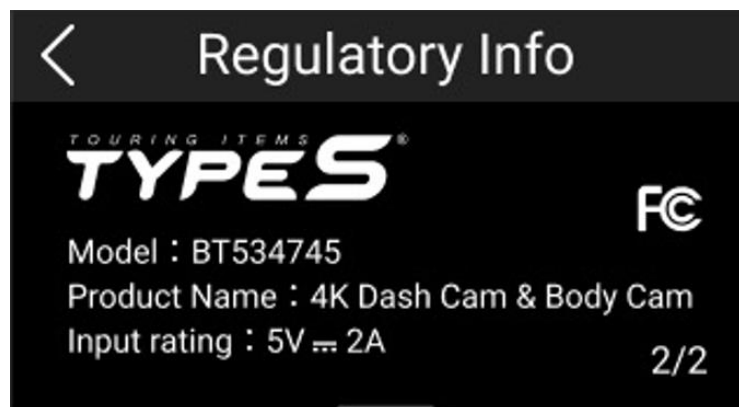 Regulatory Info
TOURING ITEMS
TYPE S®
FC
Model：BT534745
Product Name：4K Dash Cam & Body Cam
Input rating：5V⎓2A
2/2